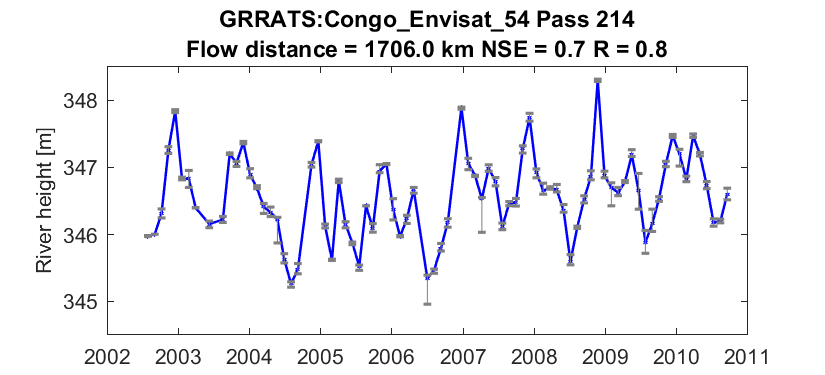 GRRATS:Congo_Envisat_54 Pass 214
Flow distance = 1706.0 km NSE = 0.7 R = 0.8
River height [m]
348
347
346
345
2002 2003 2004 2005 2006 2007 2008 2009 2010 2011